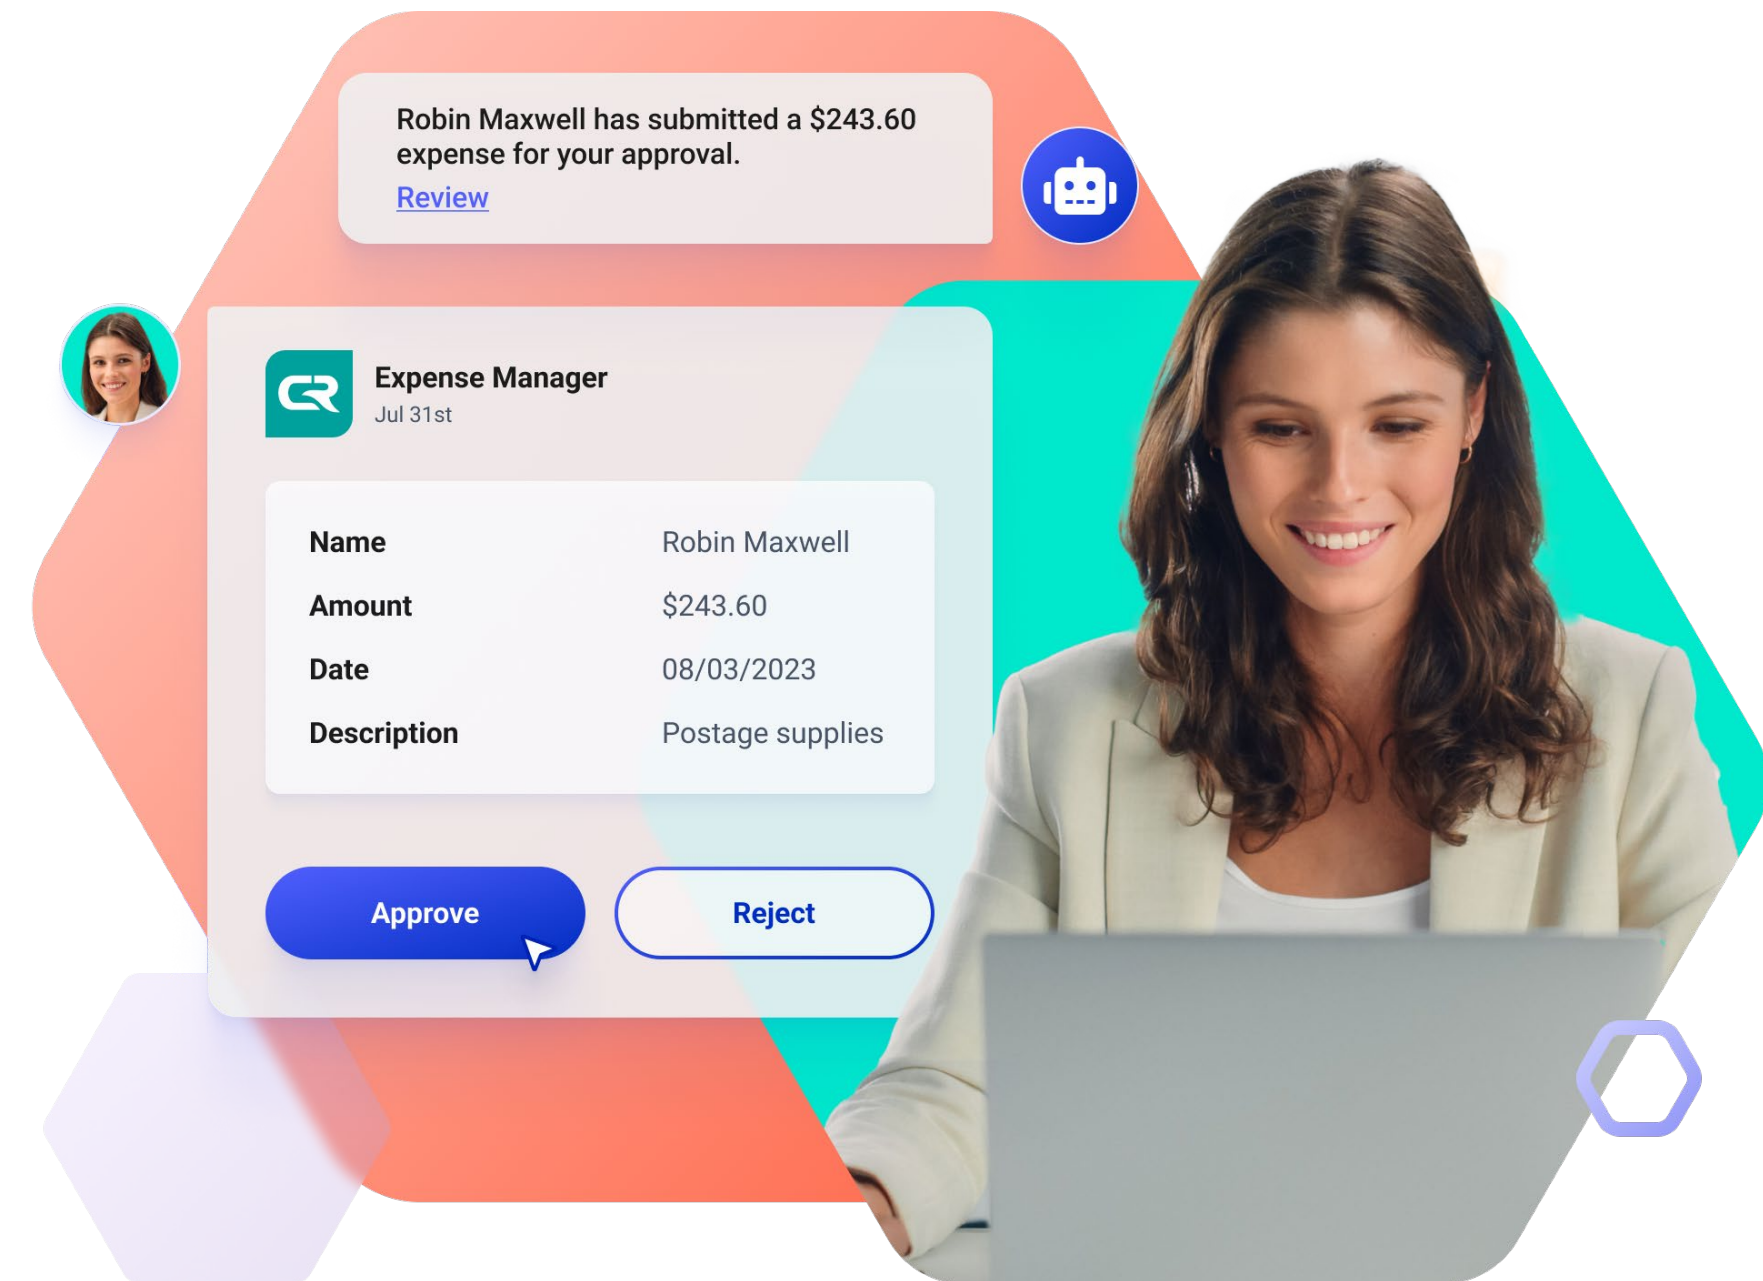 Robin Maxwell has submitted a $243.60
expense for your approval.
Review
CR
Expense Manager
Jul 31st
Name Robin Maxwell
Amount $243.60
Date 08/03/2023
Description Postage supplies
Approve Reject